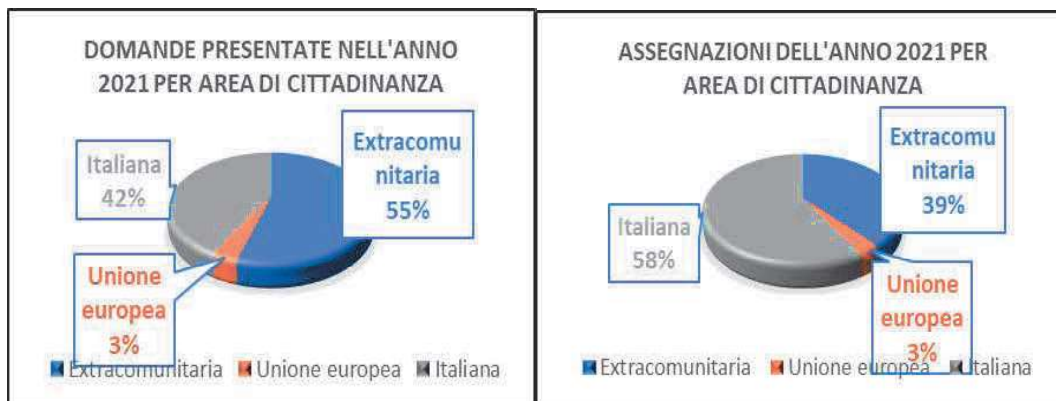 DOMANDE PRESENTATE NELL'ANNO
2021 PER AREA DI CITTADINANZA
Extracomu
nitaria
55%
Italiana
42%
Unione
europea
3%
Extracomunitaria
Unione europea
Italiana
ASSEGNAZIONI DELL'ANNO 2021 PER
AREA DI CITTADINANZA
Extracomu
nitaria
39%
Italiana
58%
Unione
europea
3%
Extracomunitaria
Unione europea
Italiana